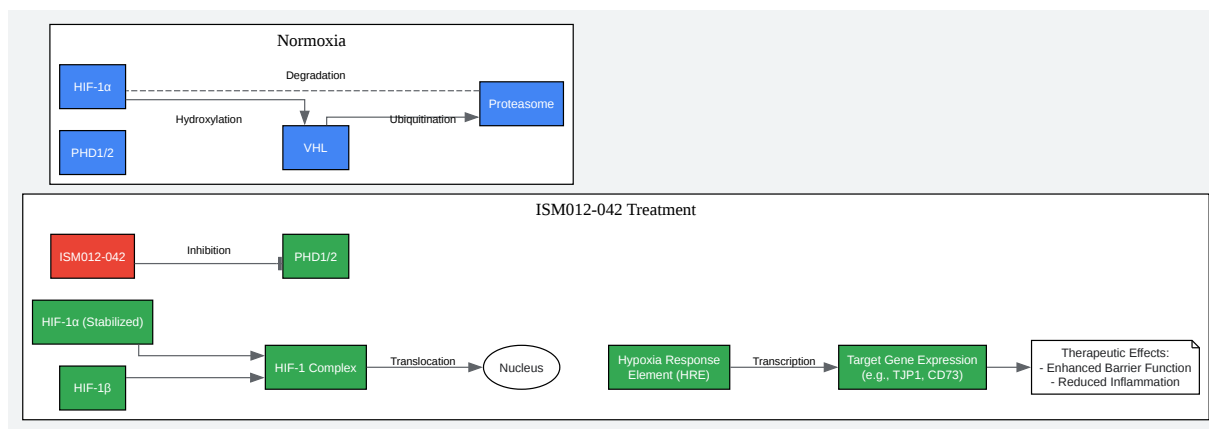 Normoxia
HIF-1α
Degradation
Proteasome
Hydroxylation
Ubiquitination
PHD1/2
VHL
ISM012-042 Treatment
ISM012-042
Inhibition
PHD1/2
HIF-1α (Stabilized)
HIF-1β
HIF-1 Complex
Translocation
Nucleus
Hypoxia Response
Element (HRE)
Transcription
Target Gene Expression
(e.g., TJP1, CD73)
Therapeutic Effects:
- Enhanced Barrier Function
- Reduced Inflammation